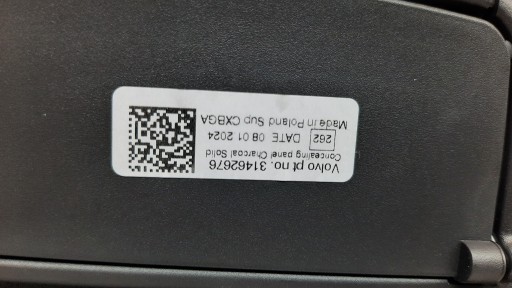 Volvo pt no. 31462676
Concealing panel Charcoal Solid
262 DATE 08 01 2024
Made in Poland Sup CXBGA